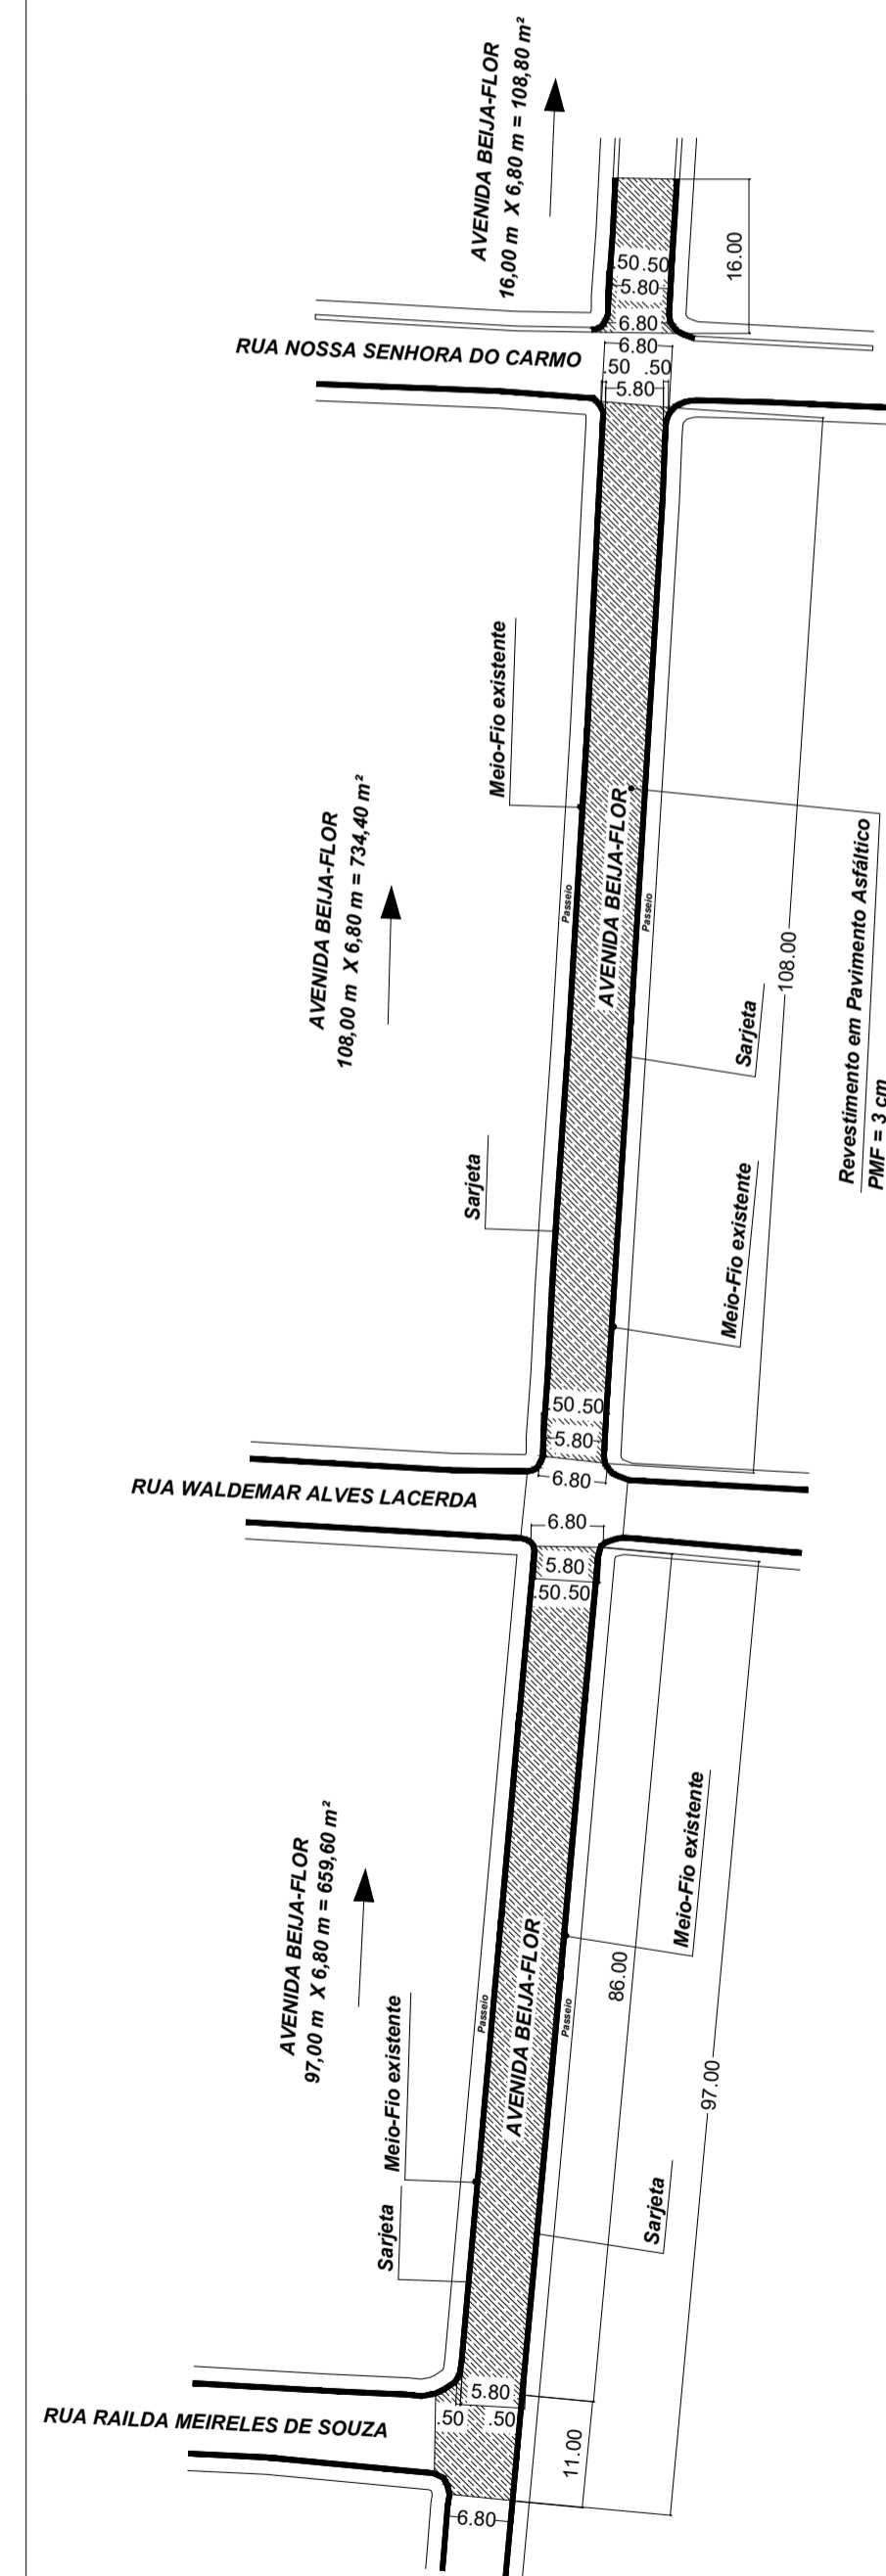 AVENIDA BEIJA-FLOR
16,00 m X 6,80 m = 108,80 m²
16.00
.50 .50
5.80
6.80
RUA NOSSA SENHORA DO CARMO
6.80
.50 .50
5.80
Meio-Fio existente
AVENIDA BEIJA-FLOR
108,00 m X 6,80 m = 734,40 m²
Passeio
AVENIDA BEIJA-FLOR
Passeio
108.00
Revestimento em Pavimento Asfáltico
PMF = 3 cm
Sarjeta
Sarjeta
Meio-Fio existente
.50 .50
5.80
6.80
RUA WALDEMAR ALVES LACERDA
6.80
5.80
.50 .50
Meio-Fio existente
AVENIDA BEIJA-FLOR
97,00 m X 6,80 m = 659,60 m²
Meio-Fio existente
Passeio
AVENIDA BEIJA-FLOR
Passeio
86.00
97.00
Sarjeta
Sarjeta
5.80
.50 .50
RUA RAILDA MEIRELES DE SOUZA
11.00
6.80